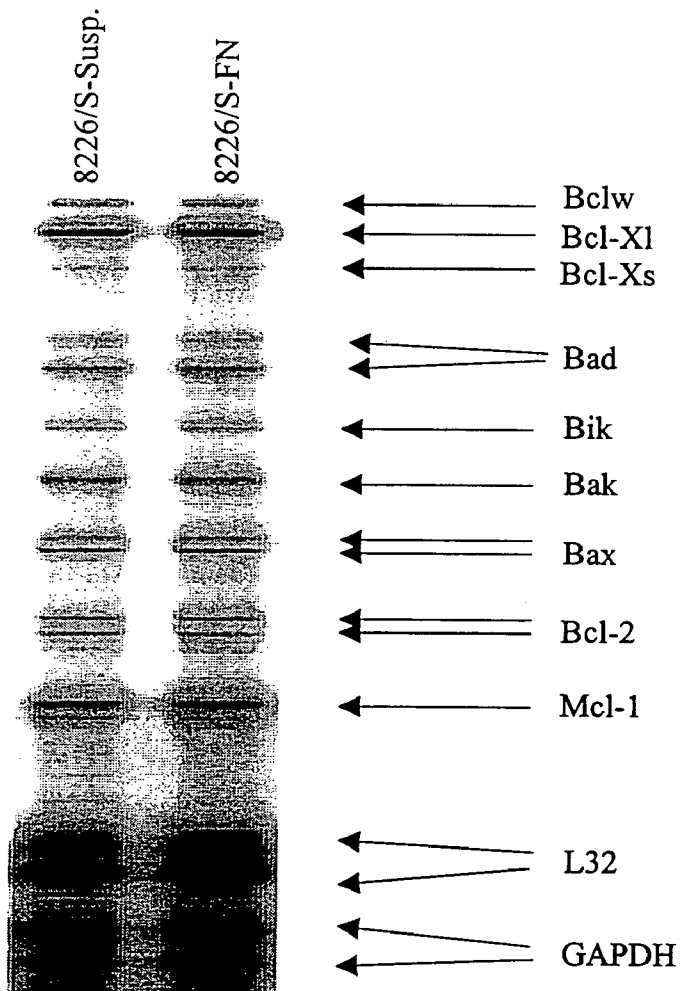 8226/S-Susp.
8226/S-FN
Bclw
Bcl-Xl
Bcl-Xs
Bad
Bik
Bak
Bax
Bcl-2
Mcl-1
L32
GAPDH